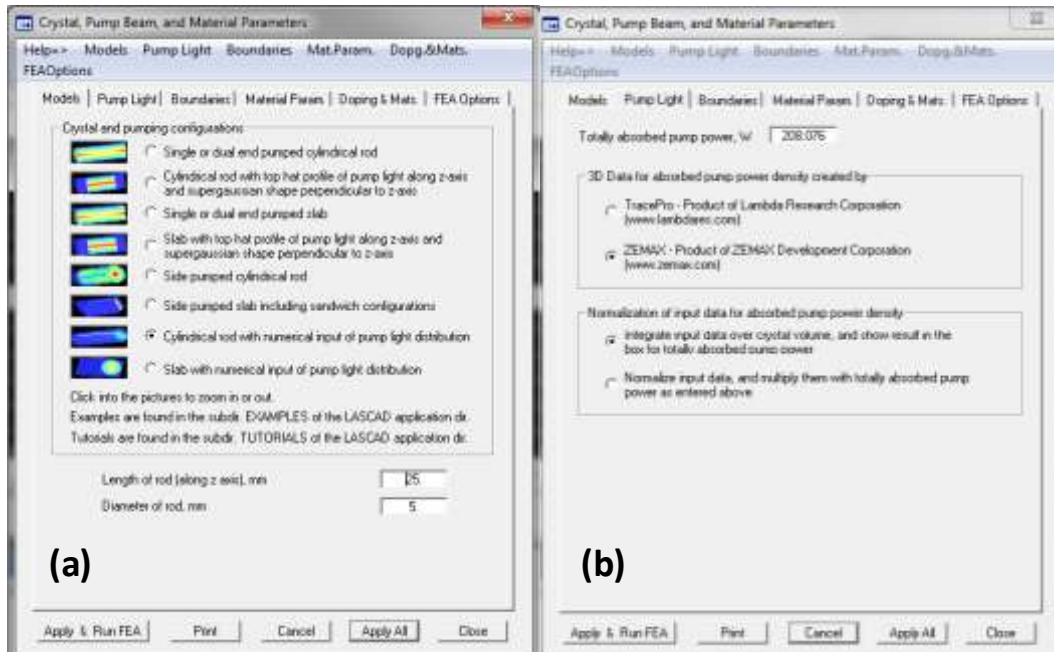 Crystal, Pump Beam, and Material Parameters
Help=> Models Pump Light Boundaries Mat.Param. Dopg.&Mats.
FEAOptions
Models Pump Light Boundaries Material Param. Doping & Mats. FEA Options
Crystal and pumping configurations
Single or dual end pumped cylindrical rod
Cylindrical rod with top hat profile of pump light along z-axis
and supergaussian shape perpendicular to z-axis
Single or dual end pumped slab
Slab with top hat profile of pump light along z-axis and
supergaussian shape perpendicular to z-axis
Side pumped cylindrical rod
Side pumped slab including sandwich configurations
Cylindrical rod with numerical input of pump light distribution
Slab with numerical input of pump light distribution
Click into the pictures to zoom in or out.
Examples are found in the subdir. EXAMPLES of the LASCAD application dir.
Tutorials are found in the subdir. TUTORIALS of the LASCAD application dir.
Length of rod (along z axis), mm 25
Diameter of rod, mm 5
(a)
Apply & Run FEA Print Cancel Apply All Close
Crystal, Pump Beam, and Material Parameters
Help=> Models Pump Light Boundaries Mat.Param. Dopg.&Mats.
FEAOptions
Models Pump Light Boundaries Material Param. Doping & Mats. FEA Options
Totally absorbed pump power, W 208.076
3D Data for absorbed pump power density created by
TracePro - Product of Lambda Research Corporation
(www.lambdares.com)
ZEMAX - Product of ZEMAX Development Corporation
(www.zemax.com)
Normalization of input data for absorbed pump power density
Integrate input data over crystal volume, and show result in the
box for totally absorbed pump power
Normalize input data, and multiply them with totally absorbed pump
power as entered above
(b)
Apply & Run FEA Print Cancel Apply All Close